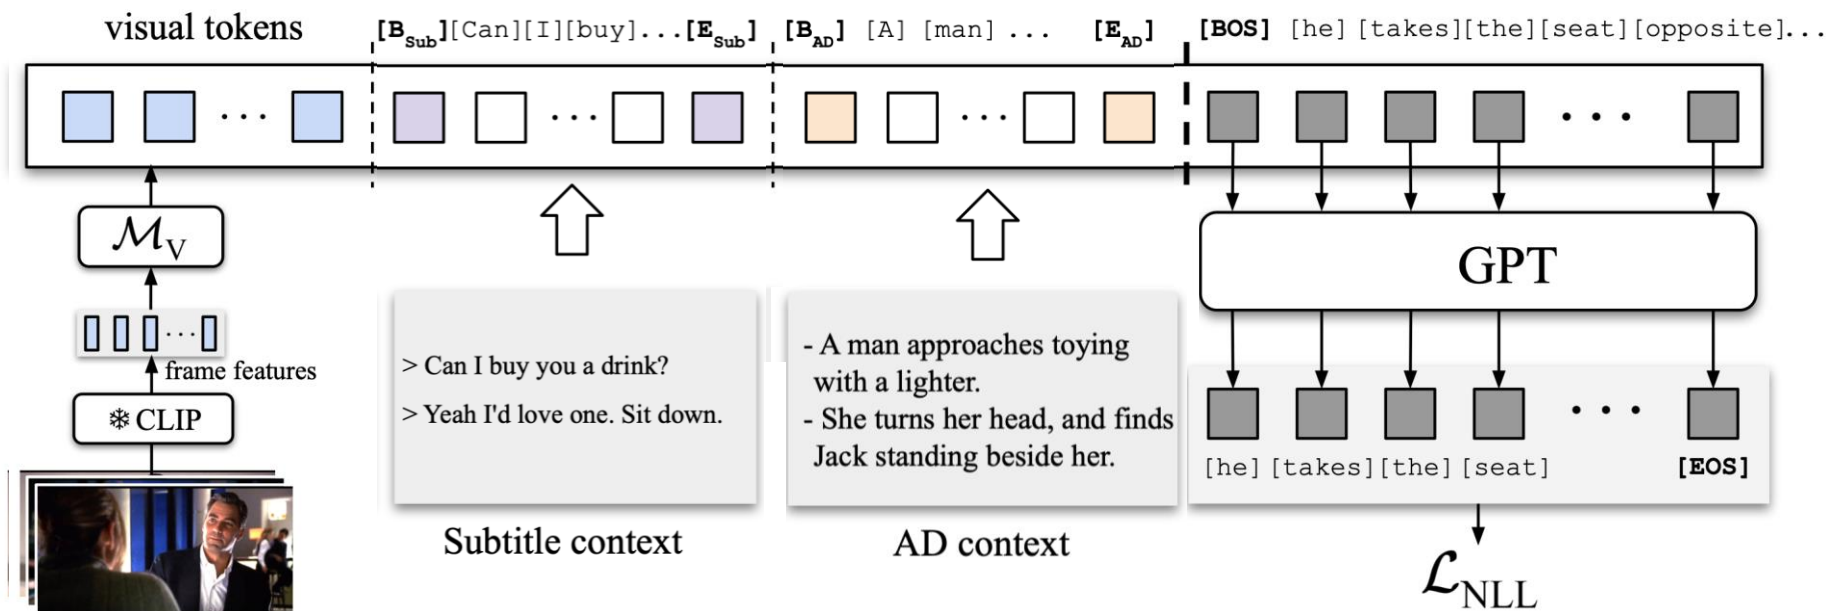 visual tokens
[B_Sub][Can][I][buy]...[E_Sub]
[B_AD] [A] [man] ... [E_AD]
[BOS] [he] [takes][the][seat][opposite]...
ℳ_V
frame features
❄ CLIP
> Can I buy you a drink?
> Yeah I'd love one. Sit down.
Subtitle context
- A man approaches toying
with a lighter.
- She turns her head, and finds
Jack standing beside her.
AD context
GPT
[he] [takes] [the] [seat] [EOS]
ℒ_NLL